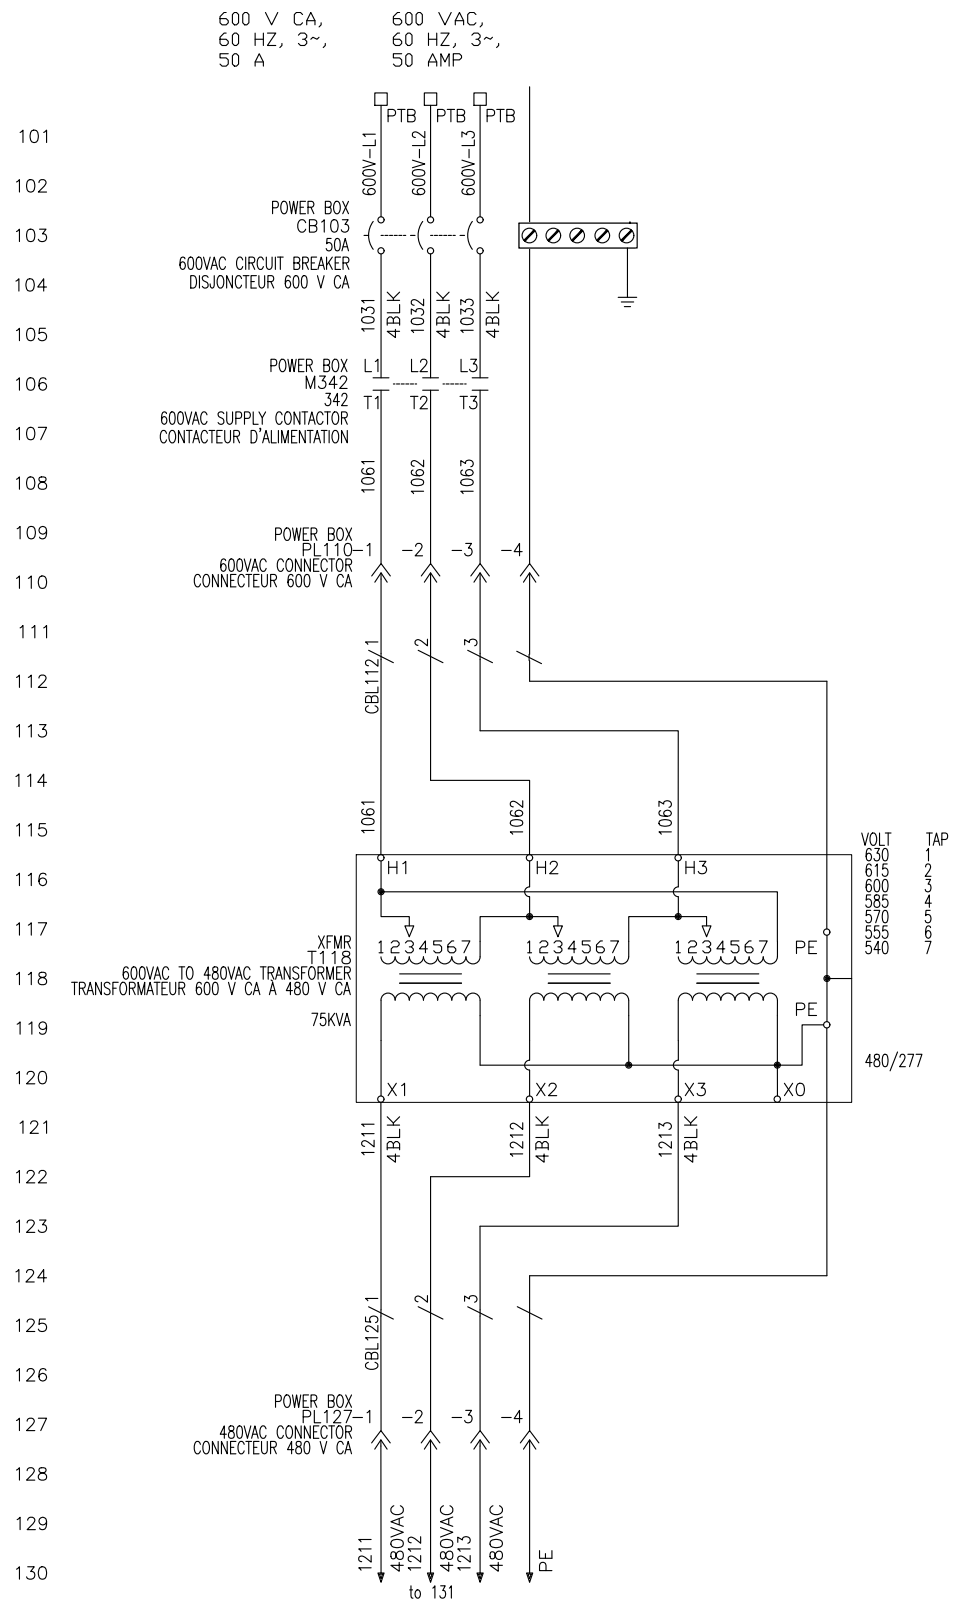 600 V CA,
60 HZ, 3~,
50 A
600 VAC,
60 HZ, 3~,
50 AMP
PTB PTB PTB
101
600V-L1 600V-L2 600V-L3
102
POWER BOX
CB103
103
50A
600VAC CIRCUIT BREAKER
DISJONCTEUR 600 V CA
104
1031 4BLK 1032 4BLK 1033 4BLK
105
POWER BOX L1 L2 L3
M342
106
342 T1 T2 T3
600VAC SUPPLY CONTACTOR
CONTACTEUR D'ALIMENTATION
107
1061 1062 1063
108
109
POWER BOX
PL110-1 -2 -3 -4
600VAC CONNECTOR
CONNECTEUR 600 V CA
110
111
CBL112/1 2 3
112
113
114
115
1061 1062 1063
VOLT TAP
630 1
615 2
600 3
585 4
570 5
555 6
540 7
H1 H2 H3
116
117
XFMR
T118
1234567 1234567 1234567 PE
600VAC TO 480VAC TRANSFORMER
TRANSFORMATEUR 600 V CA À 480 V CA
118
75KVA
PE
119
480/277
120
X1 X2 X3 X0
121
1211 4BLK 1212 4BLK 1213 4BLK
122
123
124
CBL125/1 2 3
125
126
POWER BOX
PL127-1 -2 -3 -4
127
480VAC CONNECTOR
CONNECTEUR 480 V CA
128
129
1211 480VAC 1212 480VAC 1213 480VAC PE
130
to 131